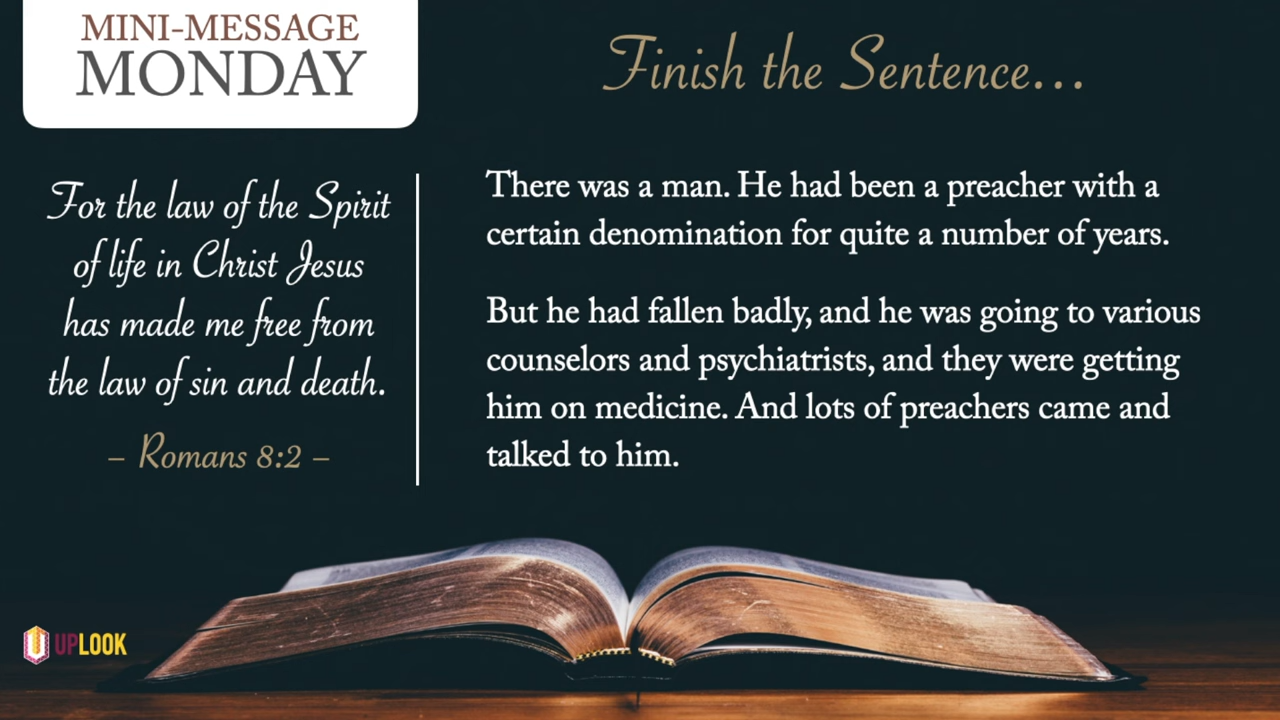 MINI-MESSAGE
MONDAY
Finish the Sentence...
For the law of the Spirit
of life in Christ Jesus
has made me free from
the law of sin and death.
– Romans 8:2 –
There was a man. He had been a preacher with a
certain denomination for quite a number of years.
But he had fallen badly, and he was going to various
counselors and psychiatrists, and they were getting
him on medicine. And lots of preachers came and
talked to him.
UPLOOK